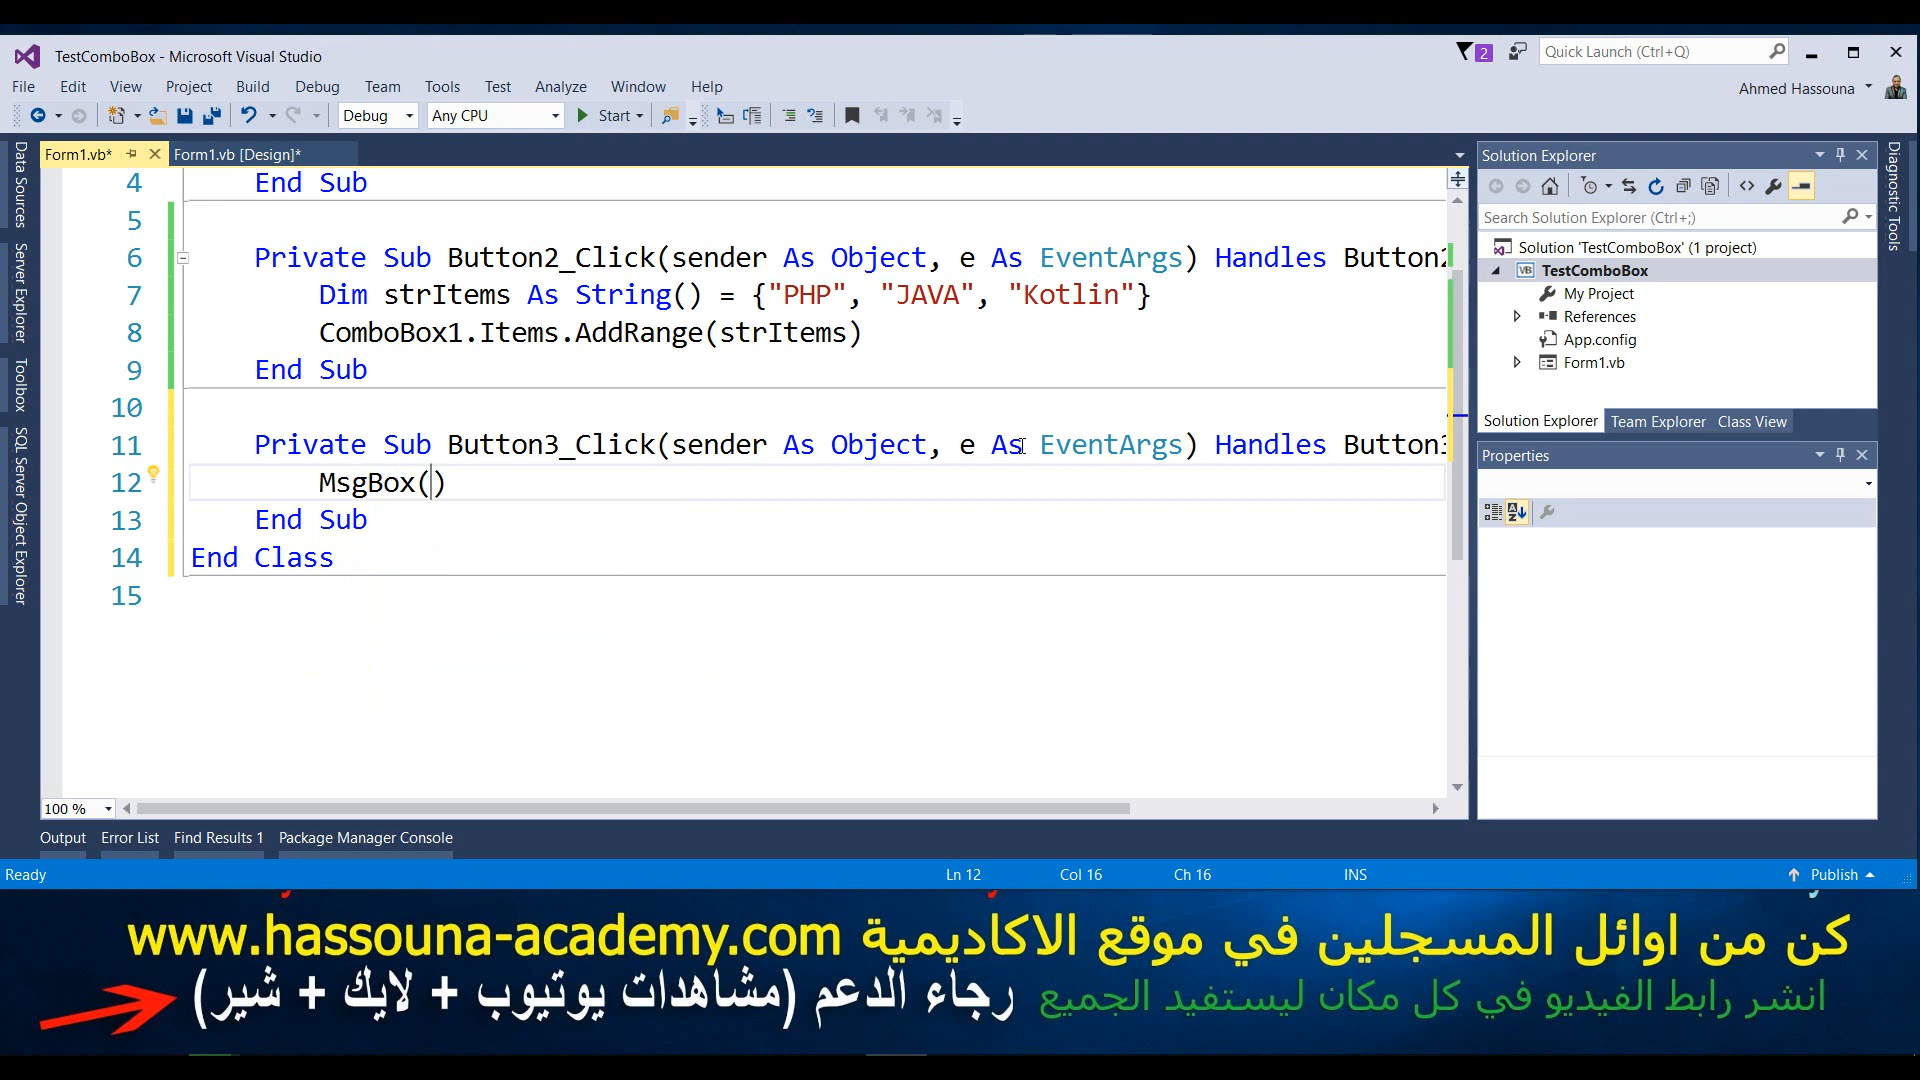 TestComboBox - Microsoft Visual Studio
2
Quick Launch (Ctrl+Q)
File Edit View Project Build Debug Team Tools Test Analyze Window Help
Ahmed Hassouna
Debug Any CPU Start
Form1.vb* Form1.vb [Design]*
Data Sources
Server Explorer
Toolbox
SQL Server Object Explorer
4 End Sub
5
6 Private Sub Button2_Click(sender As Object, e As EventArgs) Handles Button2
7 Dim strItems As String() = {"PHP", "JAVA", "Kotlin"}
8 ComboBox1.Items.AddRange(strItems)
9 End Sub
10
11 Private Sub Button3_Click(sender As Object, e As EventArgs) Handles Button3
12 MsgBox()
13 End Sub
14 End Class
15
100 %
Solution Explorer
Search Solution Explorer (Ctrl+;)
Solution 'TestComboBox' (1 project)
VB TestComboBox
My Project
References
App.config
Form1.vb
Solution Explorer Team Explorer Class View
Properties
Diagnostic Tools
Output Error List Find Results 1 Package Manager Console
Ready Ln 12 Col 16 Ch 16 INS Publish
كن من اوائل المسجلين في موقع الاكاديمية www.hassouna-academy.com
انشر رابط الفيديو في كل مكان ليستفيد الجميع رجاء الدعم (مشاهدات يوتيوب + لايك + شير)